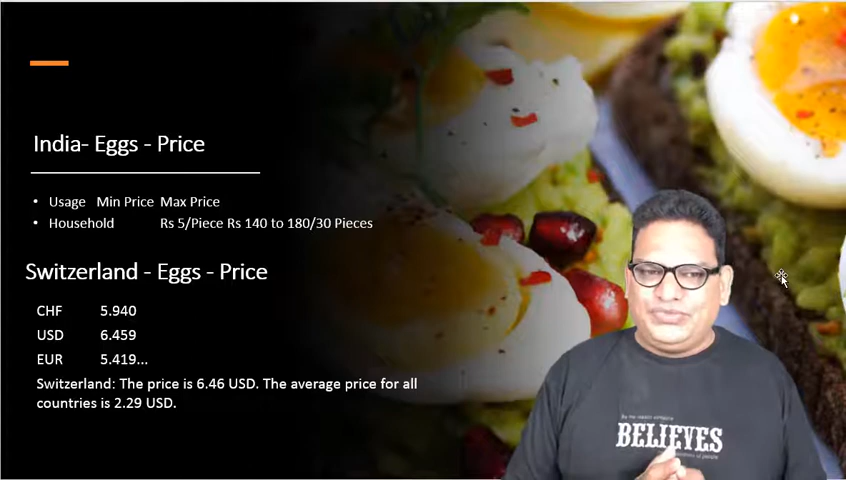 India- Eggs - Price
• Usage Min Price Max Price
• Household Rs 5/Piece Rs 140 to 180/30 Pieces
Switzerland - Eggs - Price
CHF 5.940
USD 6.459
EUR 5.419...
Switzerland: The price is 6.46 USD. The average price for all
countries is 2.29 USD.
BELIEVES